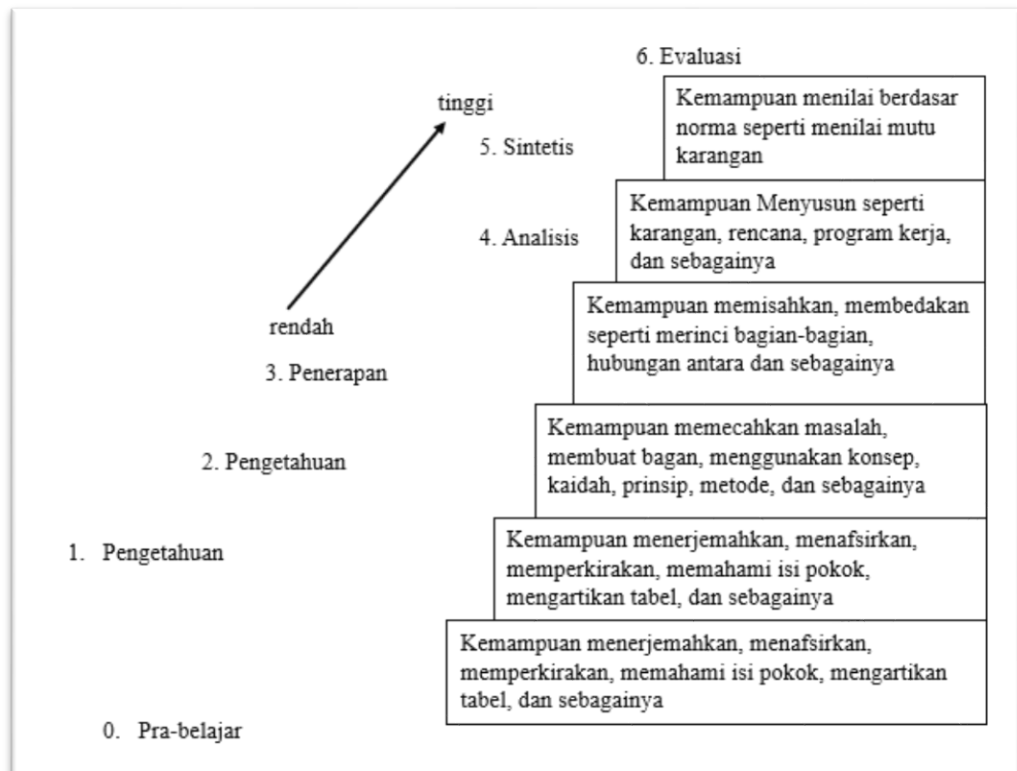 6. Evaluasi
Kemampuan menilai berdasar
norma seperti menilai mutu
karangan
tinggi
5. Sintetis
Kemampuan Menyusun seperti
karangan, rencana, program kerja,
dan sebagainya
4. Analisis
Kemampuan memisahkan, membedakan
seperti merinci bagian-bagian,
hubungan antara dan sebagainya
rendah
3. Penerapan
Kemampuan memecahkan masalah,
membuat bagan, menggunakan konsep,
kaidah, prinsip, metode, dan sebagainya
2. Pengetahuan
Kemampuan menerjemahkan, menafsirkan,
memperkirakan, memahami isi pokok,
mengartikan tabel, dan sebagainya
1. Pengetahuan
Kemampuan menerjemahkan, menafsirkan,
memperkirakan, memahami isi pokok, mengartikan
tabel, dan sebagainya
0. Pra-belajar